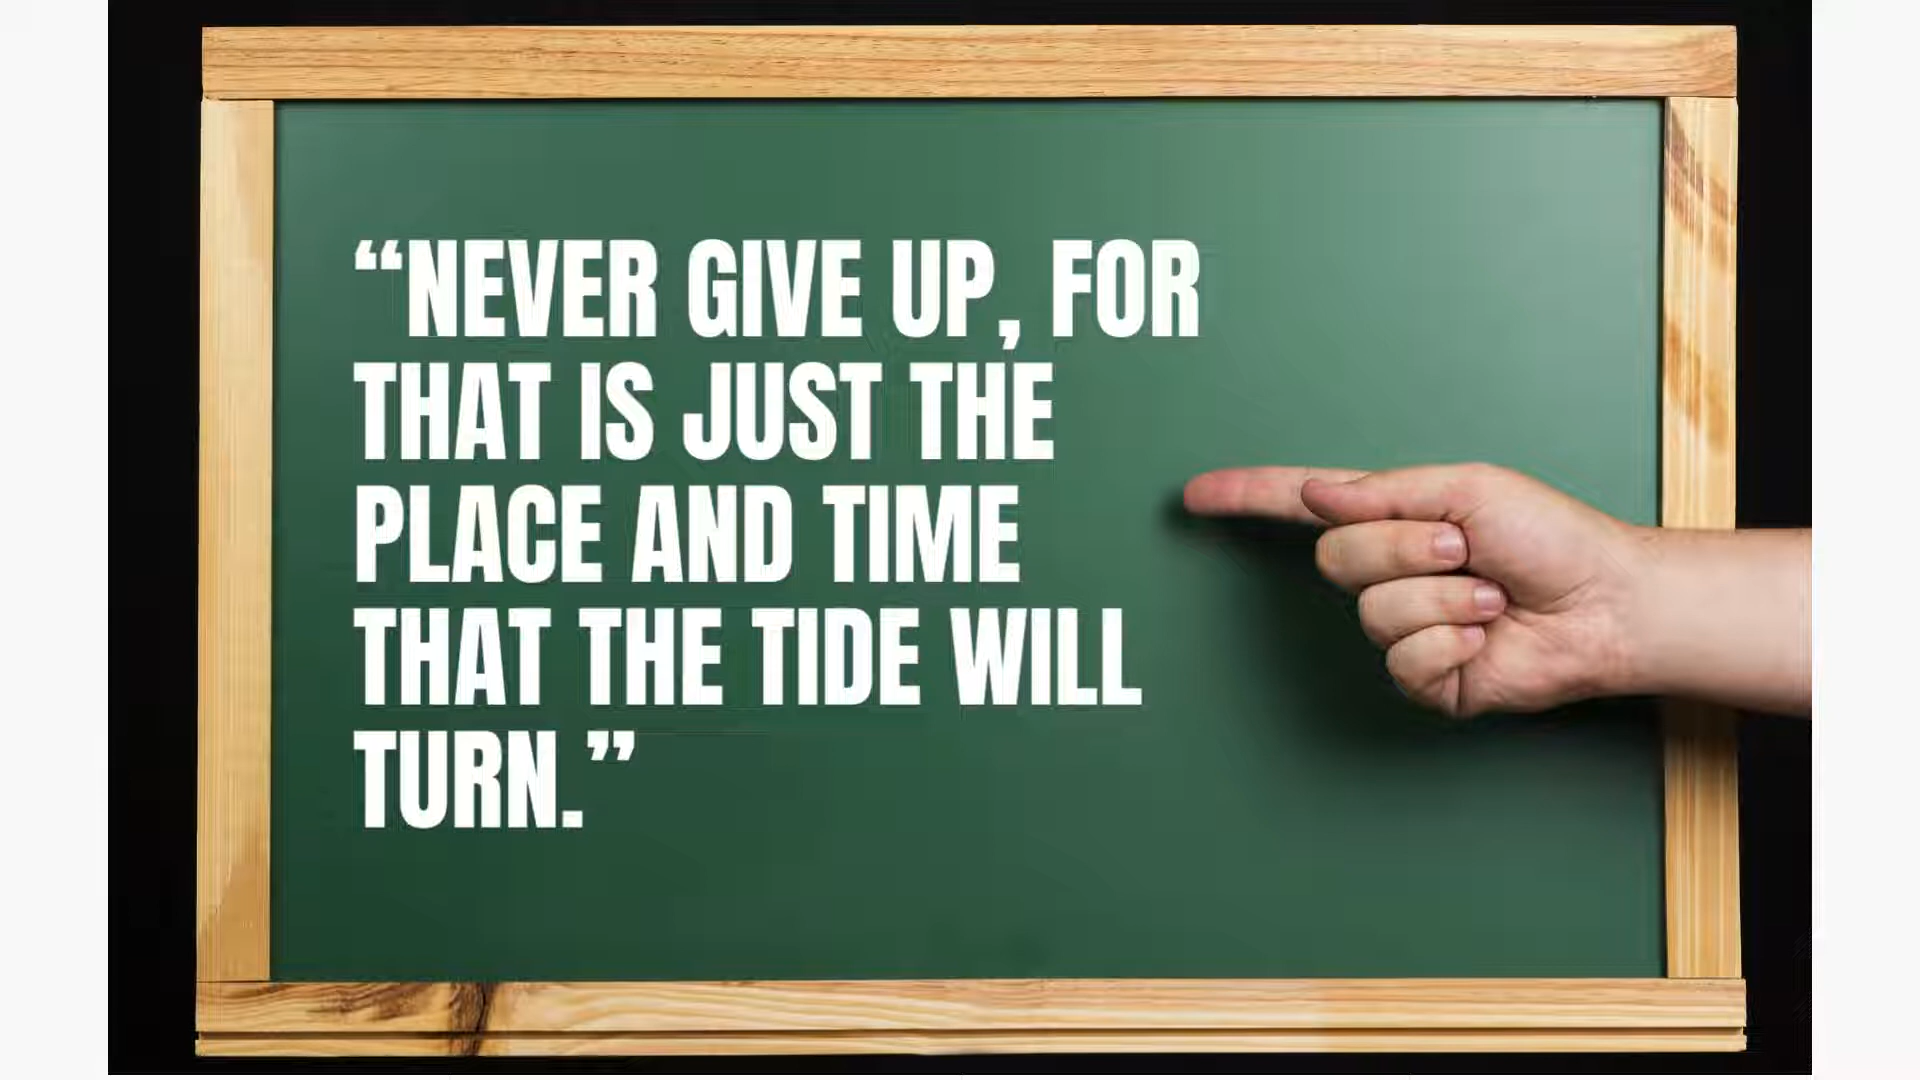 “NEVER GIVE UP, FOR
THAT IS JUST THE
PLACE AND TIME
THAT THE TIDE WILL
TURN.”